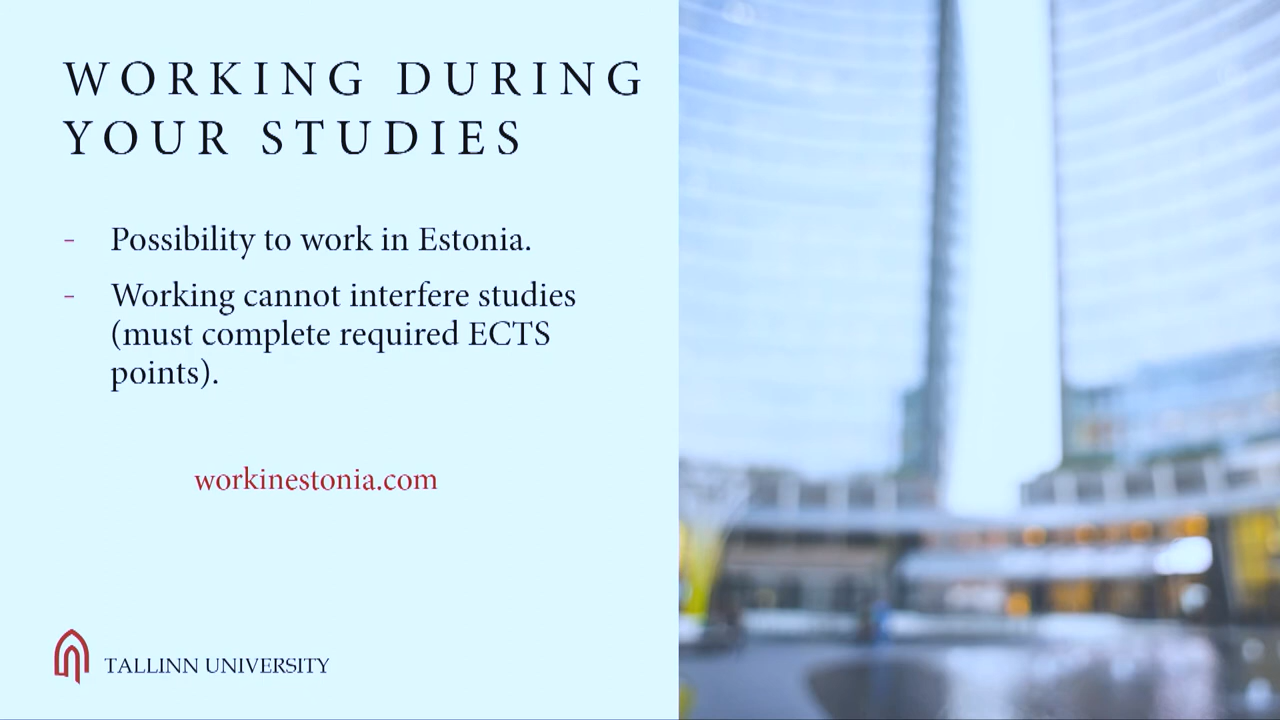 WORKING DURING
YOUR STUDIES
- Possibility to work in Estonia.
- Working cannot interfere studies
(must complete required ECTS
points).
workinestonia.com
TALLINN UNIVERSITY